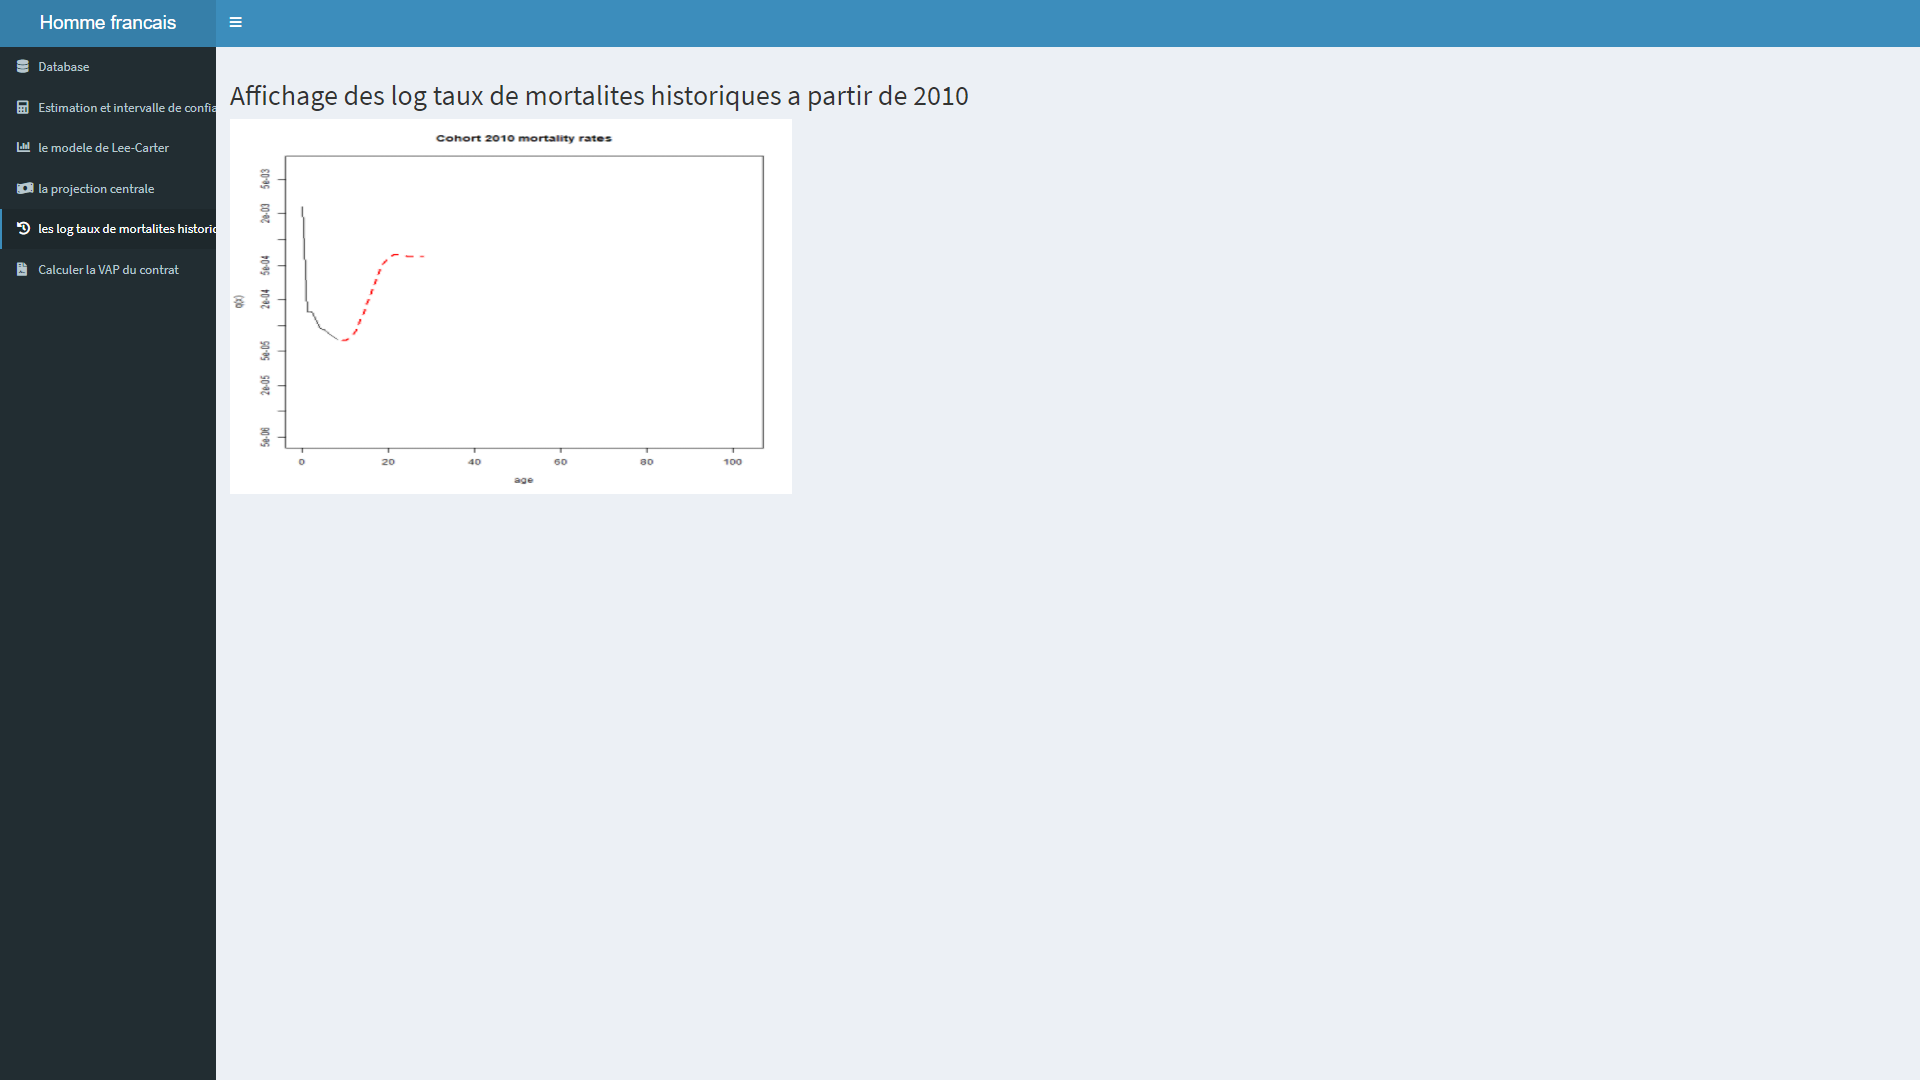 Homme francais
Database
Estimation et intervalle de confia
le modele de Lee-Carter
la projection centrale
les log taux de mortalites historic
Calculer la VAP du contrat
Affichage des log taux de mortalites historiques a partir de 2010
Cohort 2010 mortality rates
5e-03
2e-03
5e-04
2e-04
5e-05
2e-05
5e-06
q(x)
0 20 40 60 80 100
age